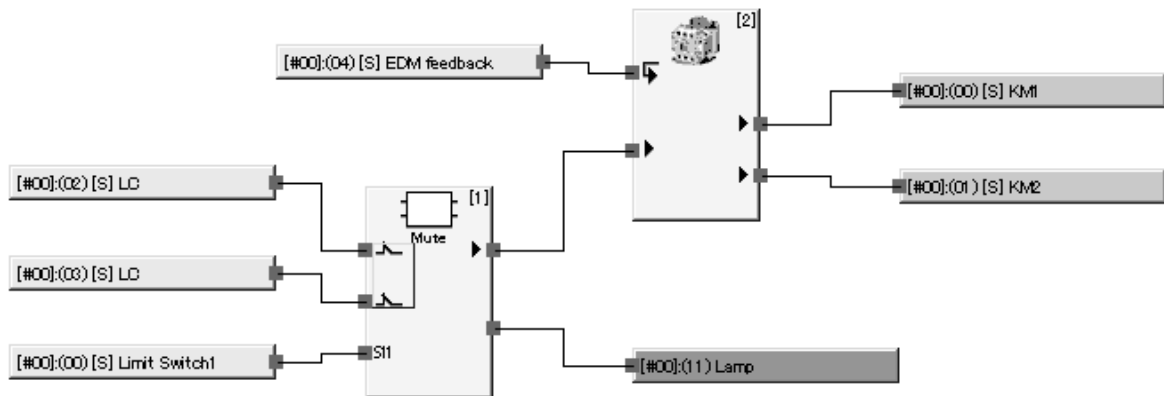 [2]
[#00]:(04) [S] EDM feedback
[#00]:(00) [S] KM1
[#00]:(02) [S] LC
[#00]:(01) [S] KM2
[1]
Mute
[#00]:(03) [S] LC
[#00]:(00) [S] Limit Switch1
SI1
[#00]:(11) Lamp